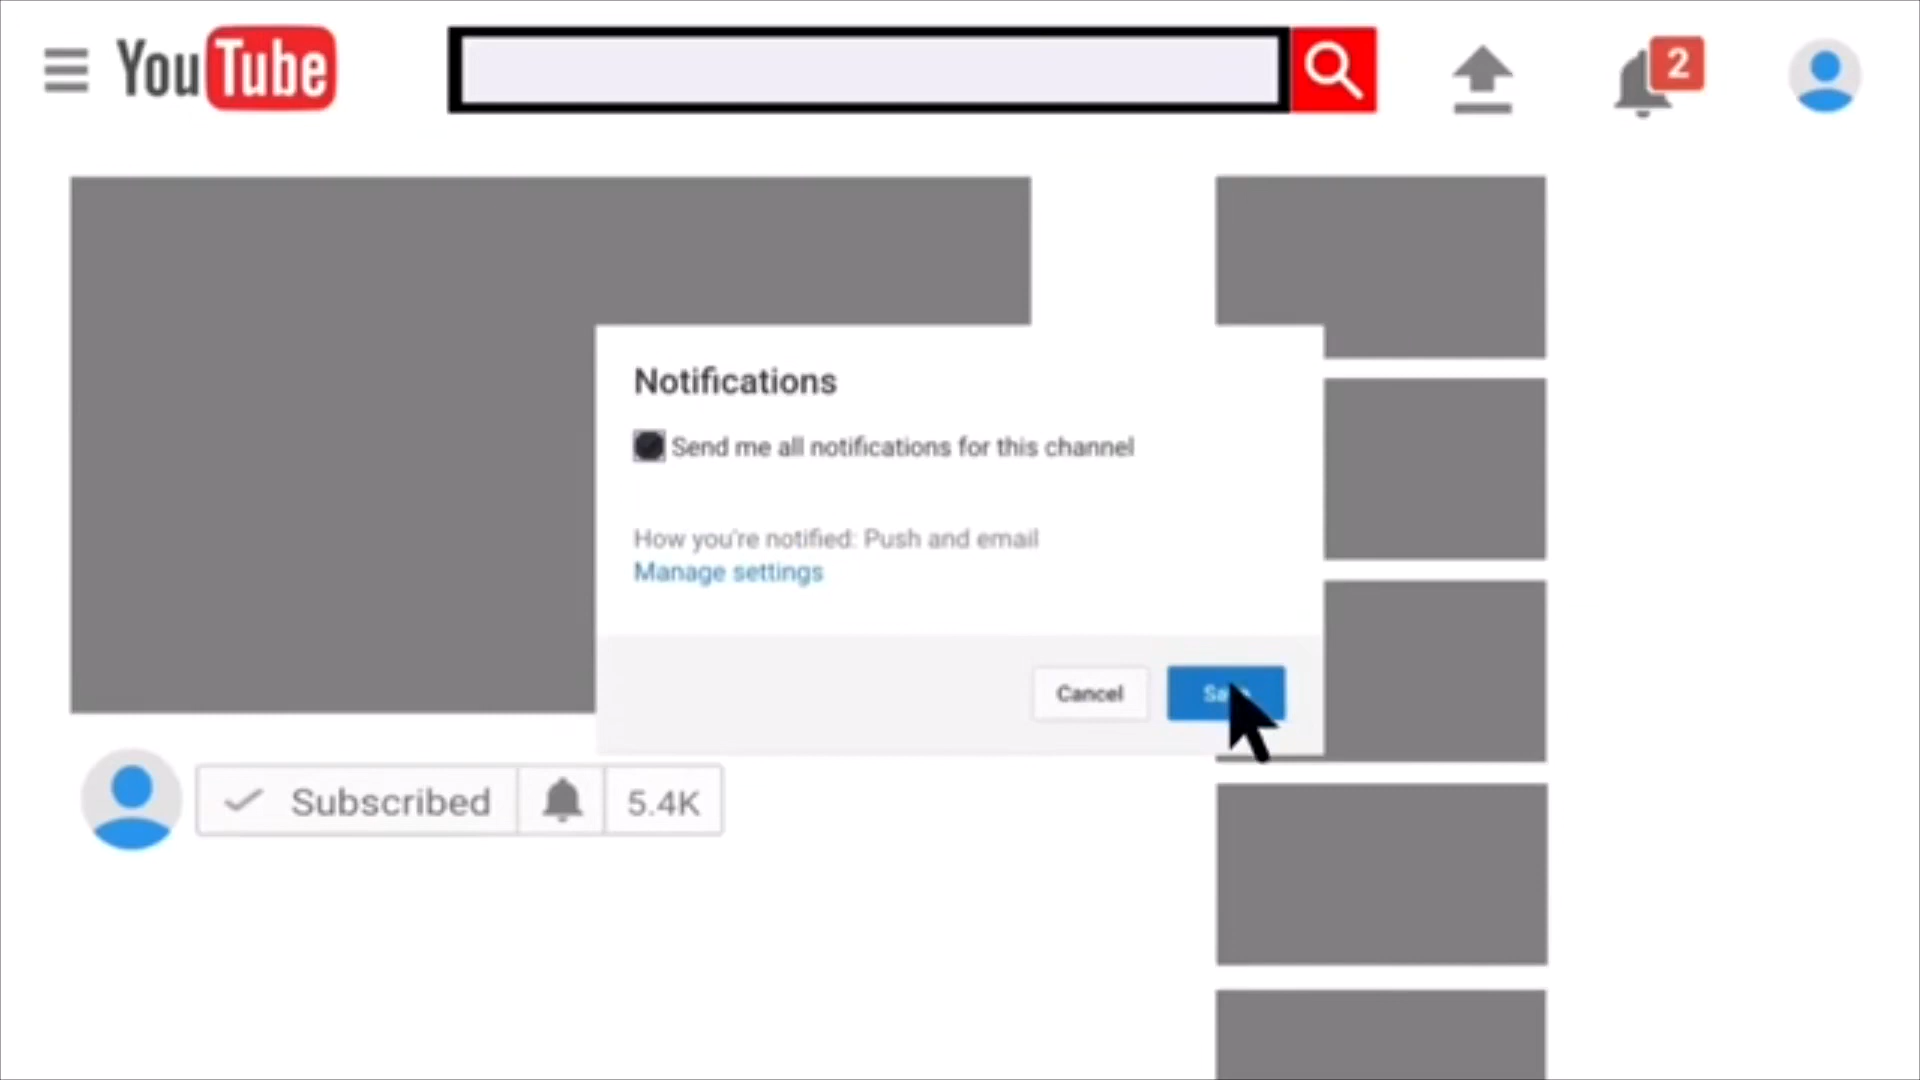 YouTube
2
Notifications
Send me all notifications for this channel
How you're notified: Push and email
Manage settings
Cancel
Subscribed
5.4K